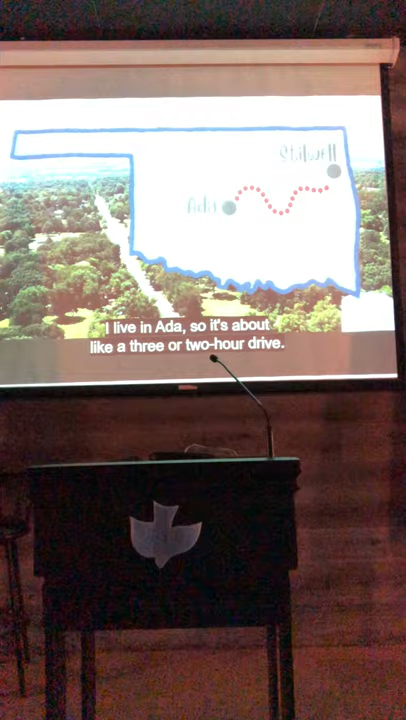 Stilwell
Ada
I live in Ada, so it's about
like a three or two-hour drive.